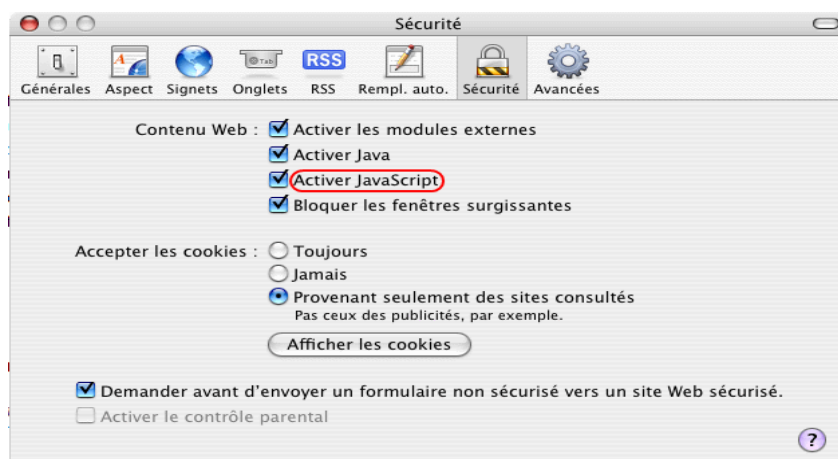 Sécurité
Tab
RSS
Générales Aspect Signets Onglets RSS Rempl. auto. Sécurité Avancées
Contenu Web : Activer les modules externes
Activer Java
Activer JavaScript
Bloquer les fenêtres surgissantes
Accepter les cookies : Toujours
Jamais
Provenant seulement des sites consultés
Pas ceux des publicités, par exemple.
Afficher les cookies
Demander avant d'envoyer un formulaire non sécurisé vers un site Web sécurisé.
Activer le contrôle parental
?